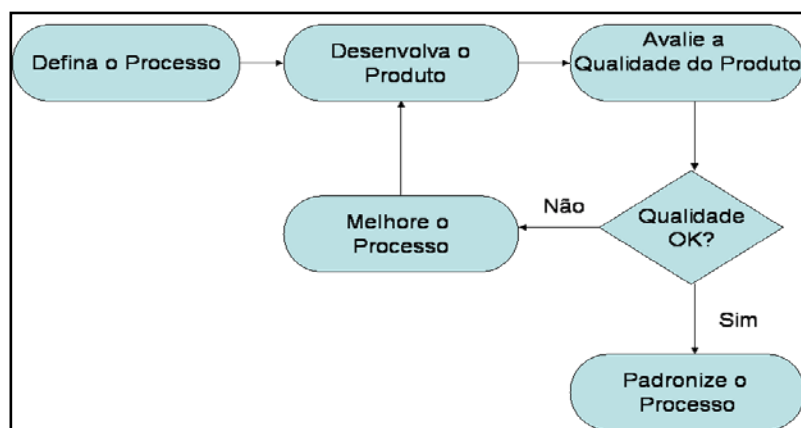 Defina o Processo
Desenvolva o
Produto
Avalie a
Qualidade do Produto
Melhore o
Processo
Não
Qualidade
OK?
Sim
Padronize o
Processo